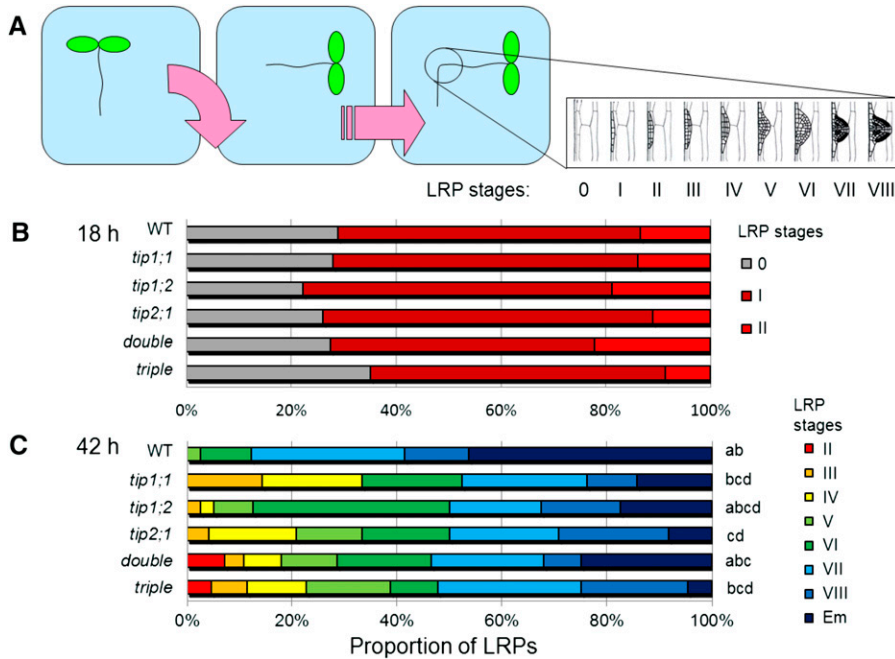 A
LRP stages: 0 I II III IV V VI VII VIII
B 18 h
WT
tip1;1
tip1;2
tip2;1
double
triple
0% 20% 40% 60% 80% 100%
LRP stages
0
I
II
C 42 h
WT ab
tip1;1 bcd
tip1;2 abcd
tip2;1 cd
double abc
triple bcd
0% 20% 40% 60% 80% 100%
Proportion of LRPs
LRP
stages
II
III
IV
V
VI
VII
VIII
Em